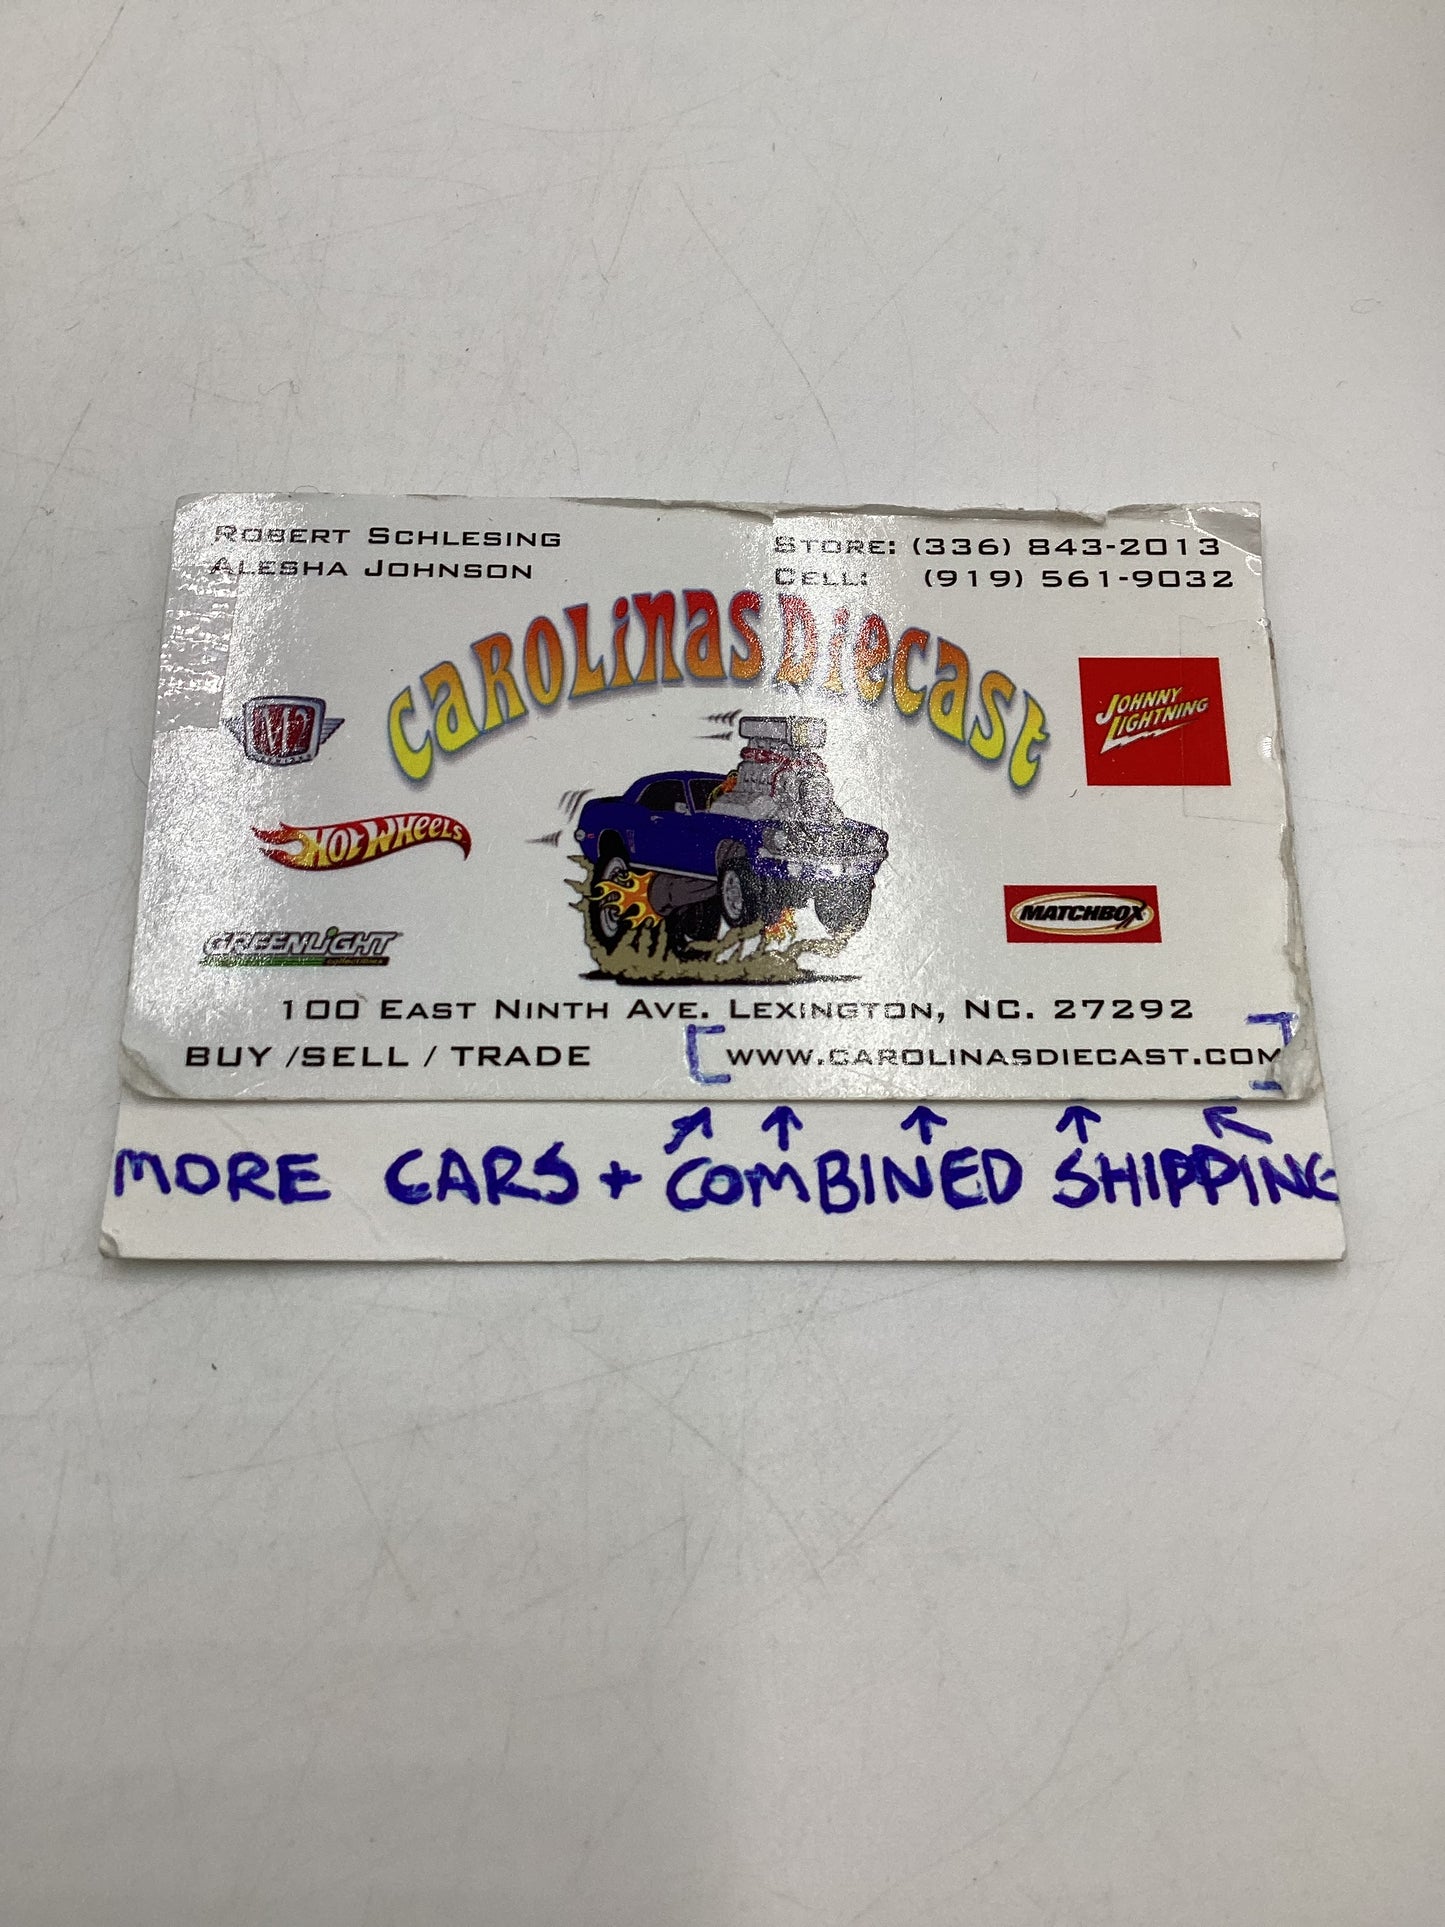 ROBERT SCHLESING
ALESHA JOHNSON
STORE: (336) 843-2013
CELL: (919) 561-9032
CAROLiNAS DiECAST
M2
JOHNNY
LIGHTNING
HOT WHEELS
MATCHBOX
GREENLIGHT
collectibles
100 EAST NINTH AVE. LEXINGTON, NC. 27292
BUY /SELL / TRADE
WWW.CAROLINASDIECAST.COM
MORE CARS + COMBINED SHIPPING